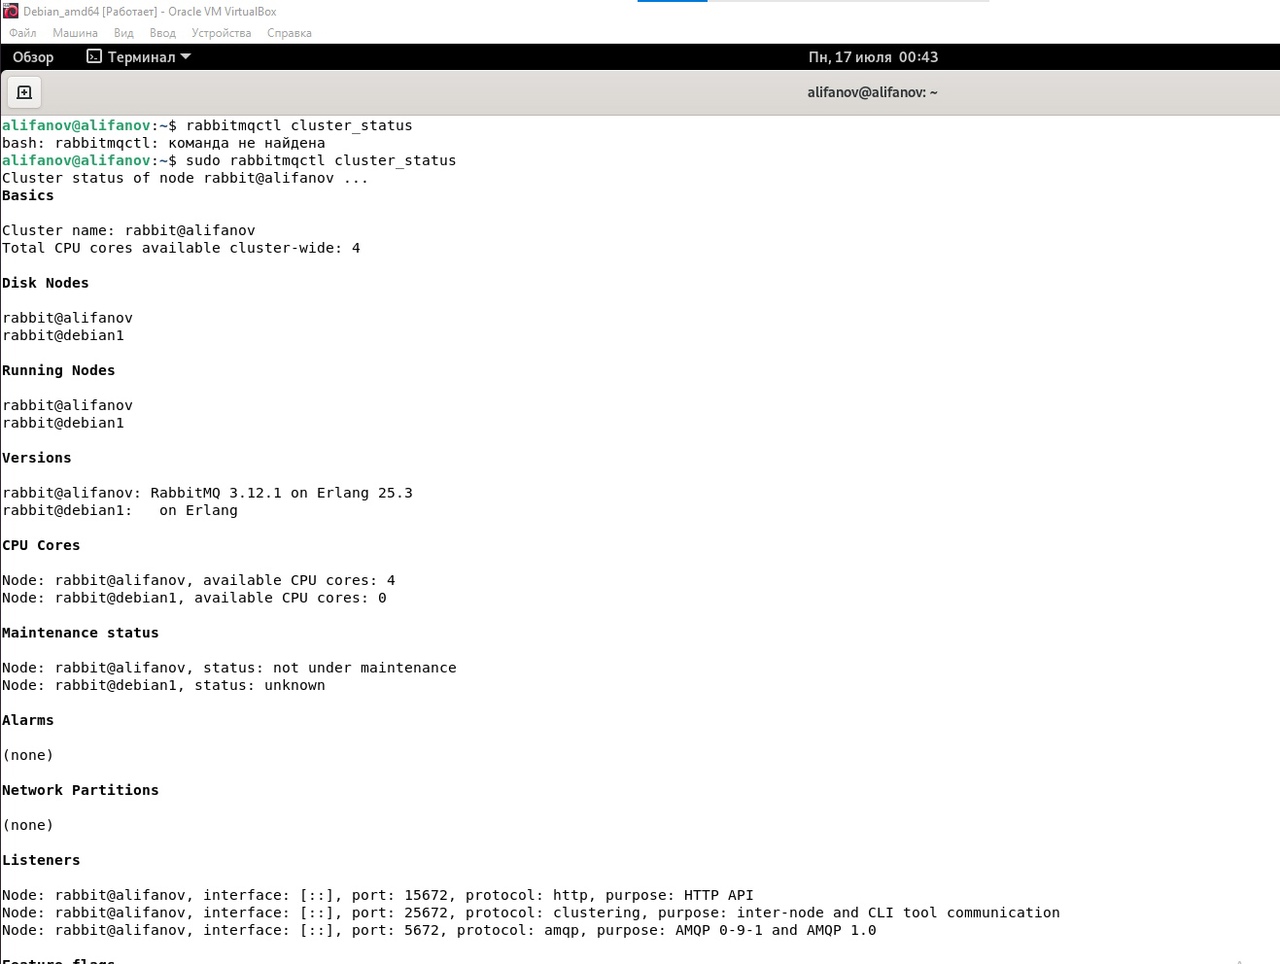 Debian_amd64 [Работает] - Oracle VM VirtualBox
Файл Машина Вид Ввод Устройства Справка
Обзор Терминал Пн, 17 июля 00:43
alifanov@alifanov: ~
alifanov@alifanov:~$ rabbitmqctl cluster_status
bash: rabbitmqctl: команда не найдена
alifanov@alifanov:~$ sudo rabbitmqctl cluster_status
Cluster status of node rabbit@alifanov ...
Basics
Cluster name: rabbit@alifanov
Total CPU cores available cluster-wide: 4
Disk Nodes
rabbit@alifanov
rabbit@debian1
Running Nodes
rabbit@alifanov
rabbit@debian1
Versions
rabbit@alifanov: RabbitMQ 3.12.1 on Erlang 25.3
rabbit@debian1:   on Erlang
CPU Cores
Node: rabbit@alifanov, available CPU cores: 4
Node: rabbit@debian1, available CPU cores: 0
Maintenance status
Node: rabbit@alifanov, status: not under maintenance
Node: rabbit@debian1, status: unknown
Alarms
(none)
Network Partitions
(none)
Listeners
Node: rabbit@alifanov, interface: [::], port: 15672, protocol: http, purpose: HTTP API
Node: rabbit@alifanov, interface: [::], port: 25672, protocol: clustering, purpose: inter-node and CLI tool communication
Node: rabbit@alifanov, interface: [::], port: 5672, protocol: amqp, purpose: AMQP 0-9-1 and AMQP 1.0
Feature flags